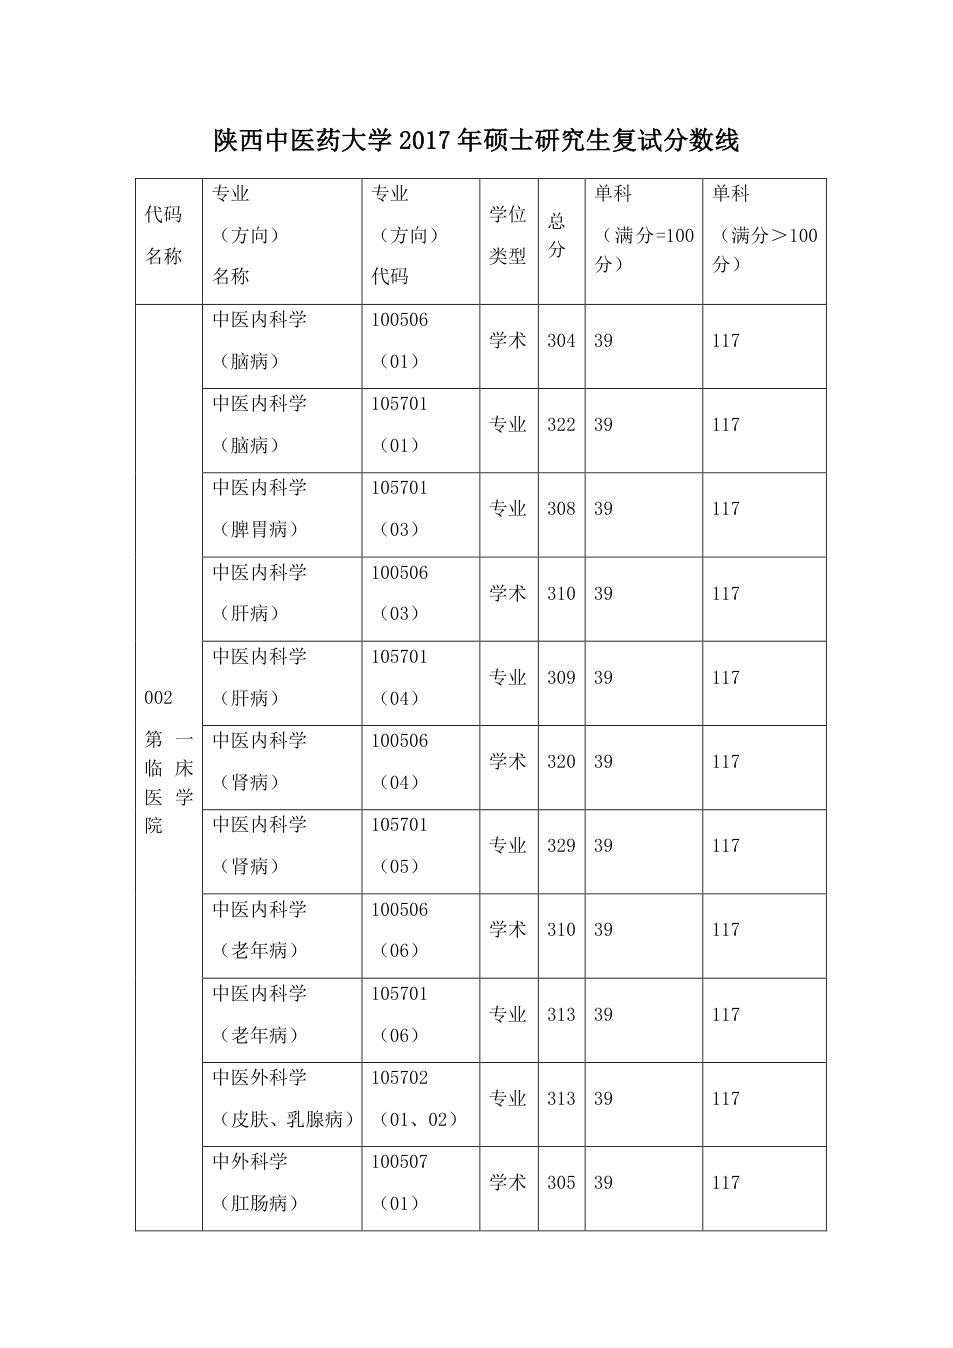 陕西中医药大学 2017 年硕士研究生复试分数线
代码
名称
专业
（方向）
名称
专业
（方向）
代码
学位
类型
总
分
单科
（满分=100
分）
单科
（满分＞100
分）
002
第一
临床
医学
院
中医内科学
（脑病）
100506
（01）
学术
304
39
117
中医内科学
（脑病）
105701
（01）
专业
322
39
117
中医内科学
（脾胃病）
105701
（03）
专业
308
39
117
中医内科学
（肝病）
100506
（03）
学术
310
39
117
中医内科学
（肝病）
105701
（04）
专业
309
39
117
中医内科学
（肾病）
100506
（04）
学术
320
39
117
中医内科学
（肾病）
105701
（05）
专业
329
39
117
中医内科学
（老年病）
100506
（06）
学术
310
39
117
中医内科学
（老年病）
105701
（06）
专业
313
39
117
中医外科学
（皮肤、乳腺病）
105702
（01、02）
专业
313
39
117
中外科学
（肛肠病）
100507
（01）
学术
305
39
117